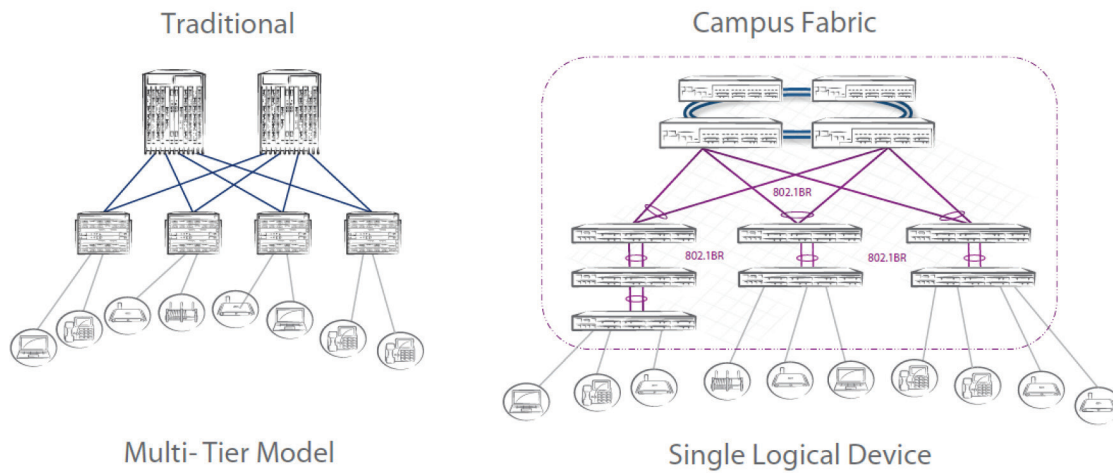 Traditional
Campus Fabric
802.1BR
802.1BR
802.1BR
Multi- Tier Model
Single Logical Device